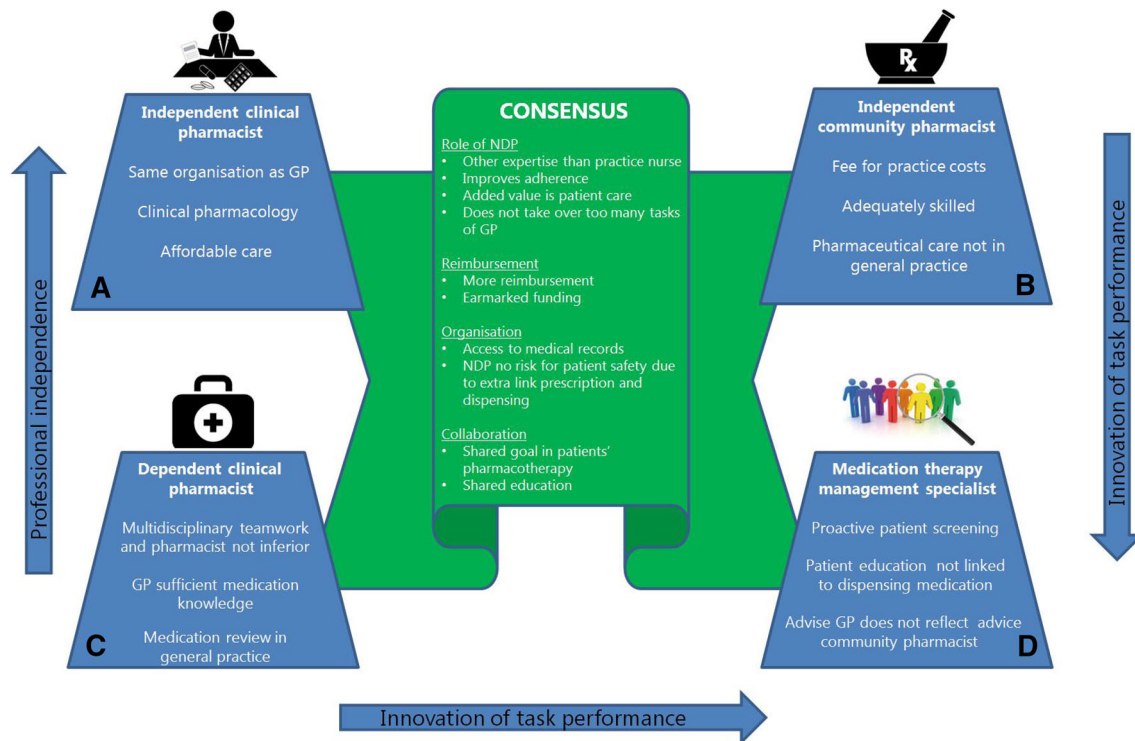 Independent clinical
pharmacist
Same organisation as GP
Clinical pharmacology
Affordable care
A
CONSENSUS
Role of NDP
• Other expertise than practice nurse
• Improves adherence
• Added value is patient care
• Does not take over too many tasks
of GP
Reimbursement
• More reimbursement
• Earmarked funding
Organisation
• Access to medical records
• NDP no risk for patient safety due
to extra link prescription and
dispensing
Collaboration
• Shared goal in patients'
pharmacotherapy
• Shared education
Rx
Independent
community pharmacist
Fee for practice costs
Adequately skilled
Pharmaceutical care not in
general practice
B
Professional independence
Innovation of task performance
Dependent clinical
pharmacist
Multidisciplinary teamwork
and pharmacist not inferior
GP sufficient medication
knowledge
Medication review in
general practice
C
Medication therapy
management specialist
Proactive patient screening
Patient education not linked
to dispensing medication
Advise GP does not reflect advice
community pharmacist
D
Innovation of task performance